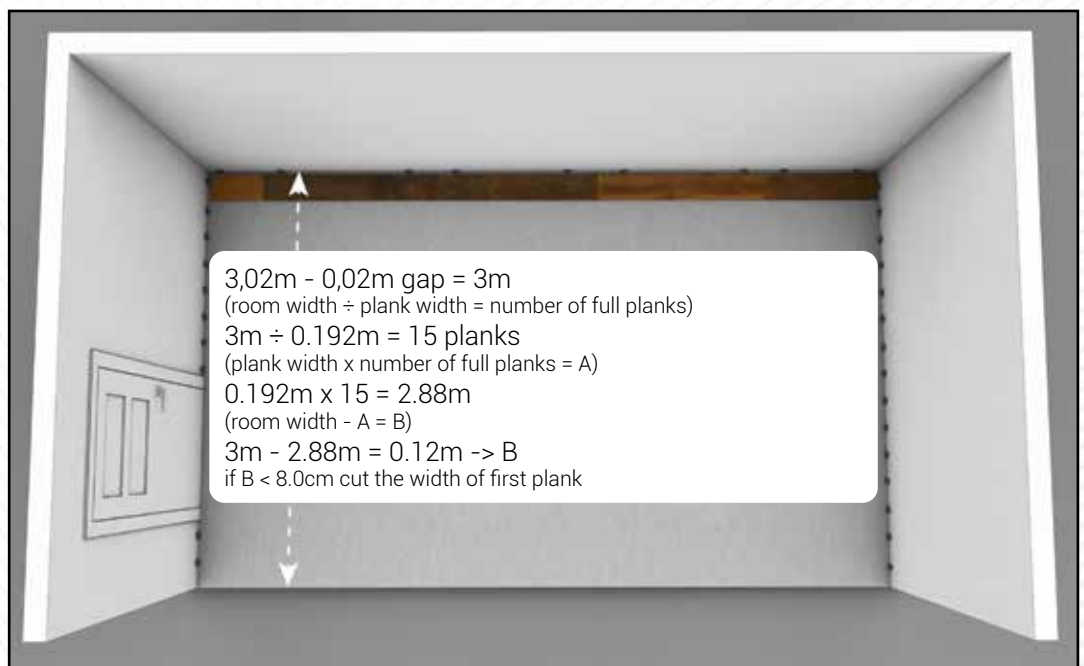 3,02m - 0,02m gap = 3m
(room width ÷ plank width = number of full planks)
3m ÷ 0.192m = 15 planks
(plank width x number of full planks = A)
0.192m x 15 = 2.88m
(room width - A = B)
3m - 2.88m = 0.12m -> B
if B < 8.0cm cut the width of first plank